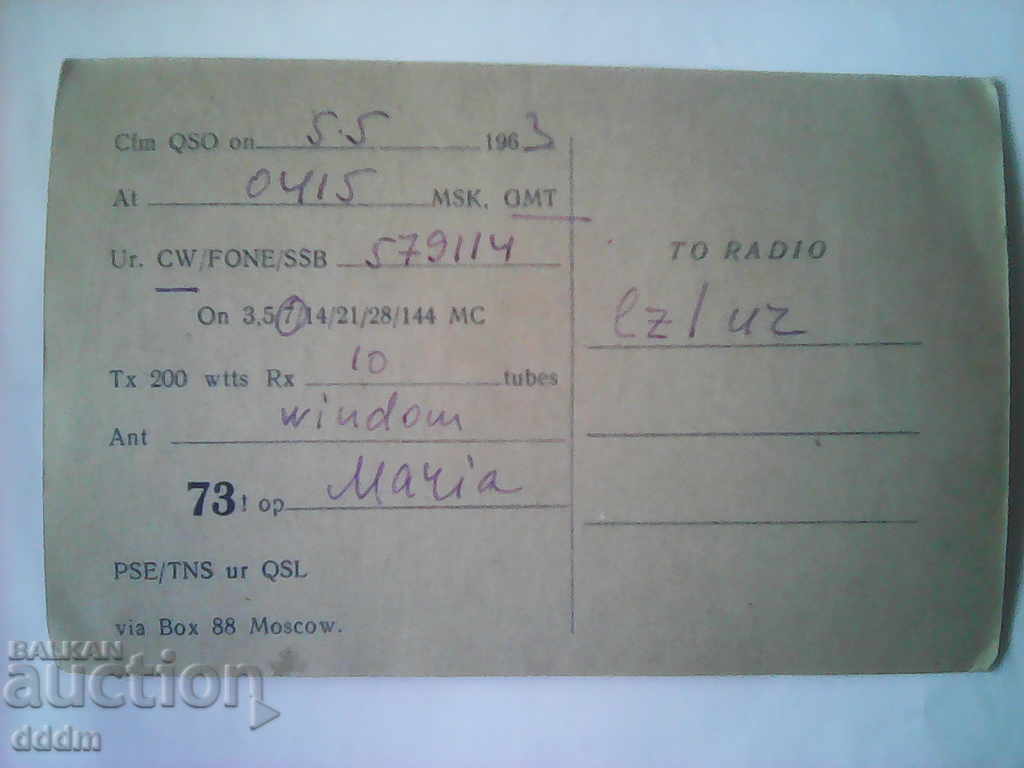 Cfm QSO on 5.5 1963
At 0415 MSK, GMT
Ur. CW/FONE/SSB 579114
On 3,5/7/14/21/28/144 MC
Tx 200 wtts Rx 10 tubes
Ant windom
73! op Maria
PSE/TNS ur QSL
via Box 88 Moscow.
TO RADIO
lz1uz
BALKAN
auction
dddm